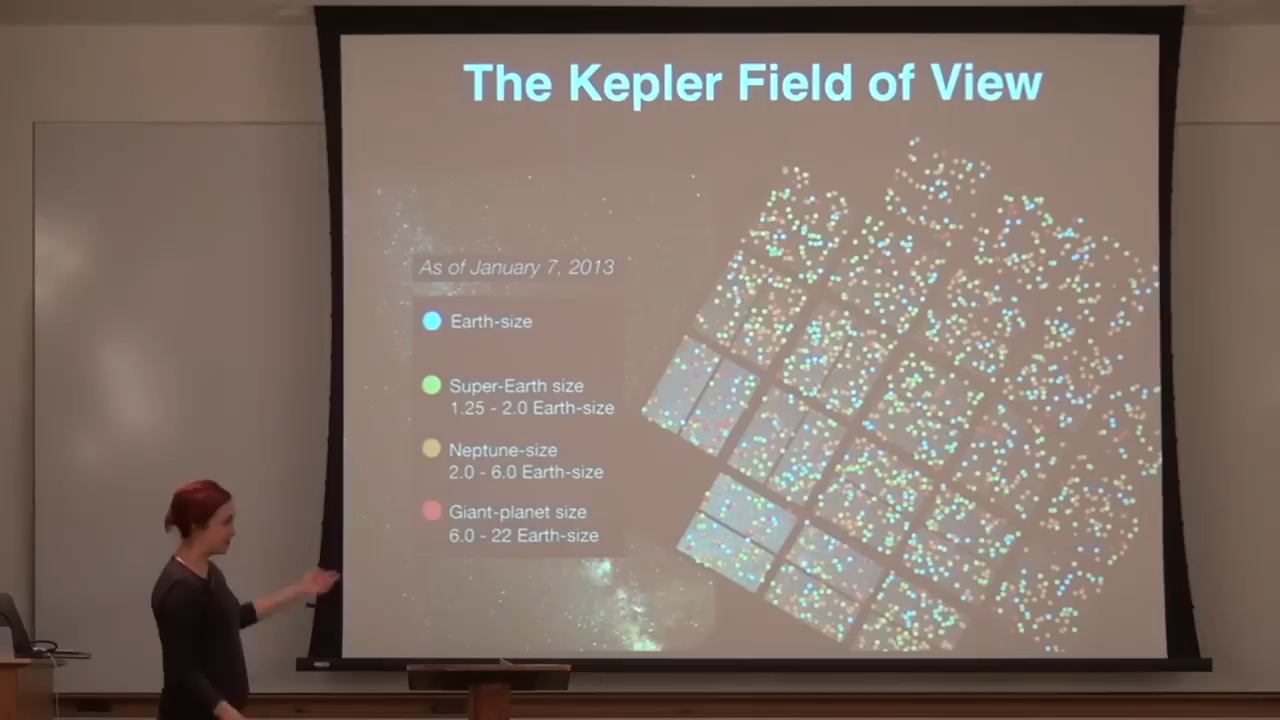 The Kepler Field of View
As of January 7, 2013
Earth-size
Super-Earth size
1.25 - 2.0 Earth-size
Neptune-size
2.0 - 6.0 Earth-size
Giant-planet size
6.0 - 22 Earth-size